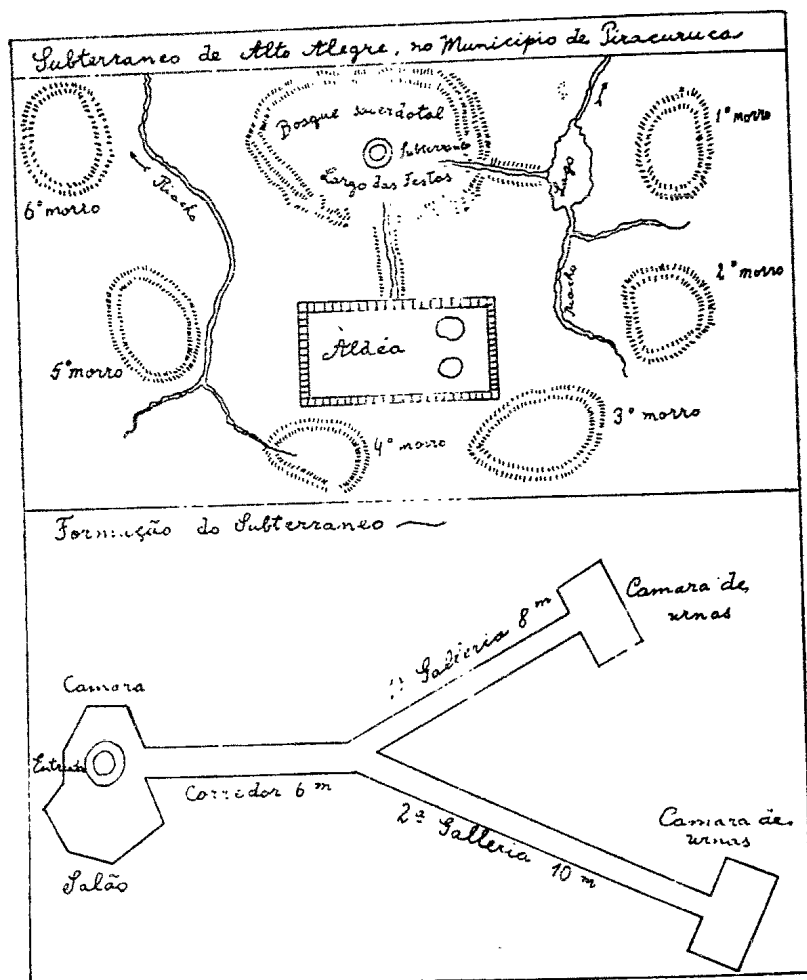 Subterraneo de Alto Alegre, no Municipio de Piracuruca
Bosque sacerdotal
Subterraneo
Largo das Festas
Lago
1º morro
Riacho
6º morro
2º morro
Riacho
Aldéa
5º morro
3º morro
4º morro
Formação do Subterraneo
Camara de
urnas
Galleria 8 m
Camara
Entrada
Corredor 6 m
2ª Galleria 10 m
Camara de
urnas
Salão